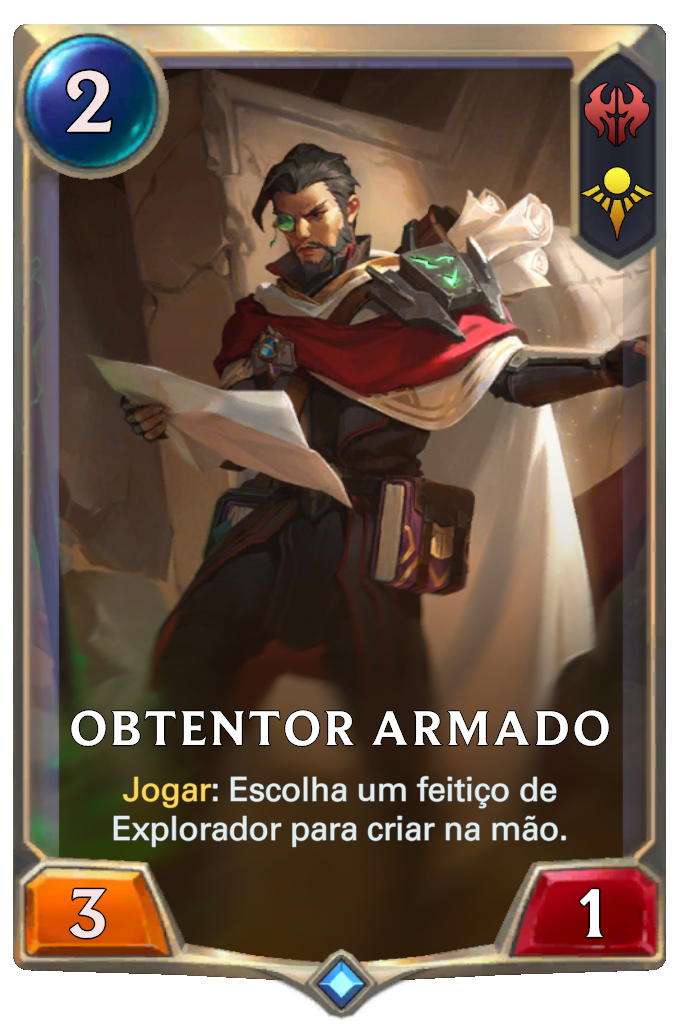 2
OBTENTOR ARMADO
Jogar: Escolha um feitiço de
Explorador para criar na mão.
3
1